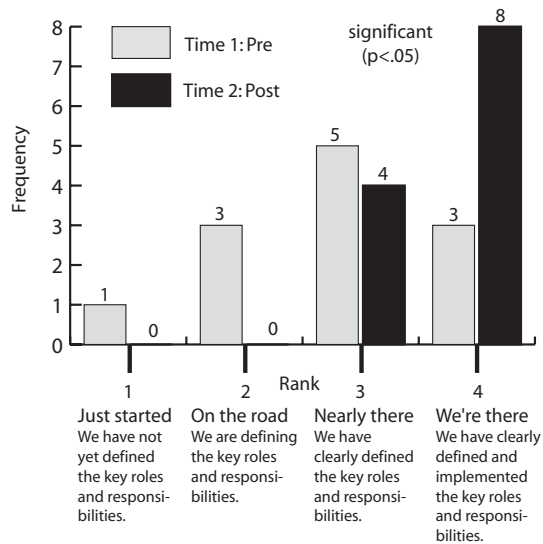 8
7
6
5
4
3
2
1
0
Frequency
Time 1: Pre
Time 2: Post
significant
(p<.05)
1
0
3
0
5
4
3
8
Rank
1
2
3
4
Just started
We have not
yet defined
the key roles
and responsi-
bilities.
On the road
We are defining
the key roles
and responsi-
bilities.
Nearly there
We have
clearly defined
the key roles
and responsi-
bilities.
We're there
We have clearly
defined and
implemented
the key roles
and responsi-
bilities.